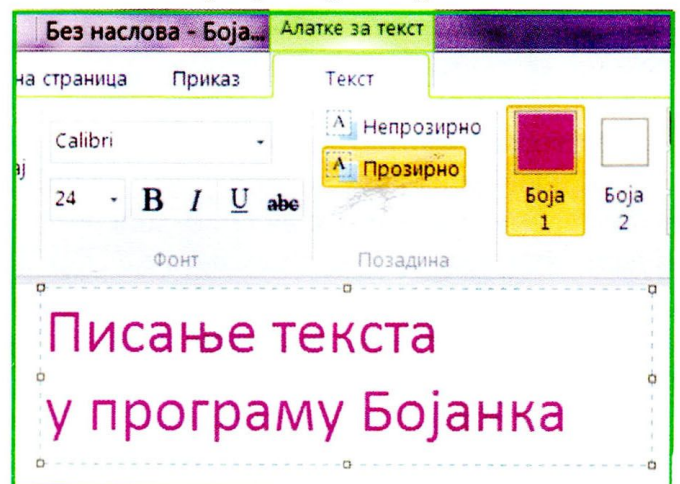 Без наслова - Боја...
Алатке за текст
на страница
Приказ
Текст
Calibri
24
B I U abc
Фонт
Непрозирно
Прозирно
Позадина
Боја
1
Боја
2
ај
Писање текста
у програму Бојанка